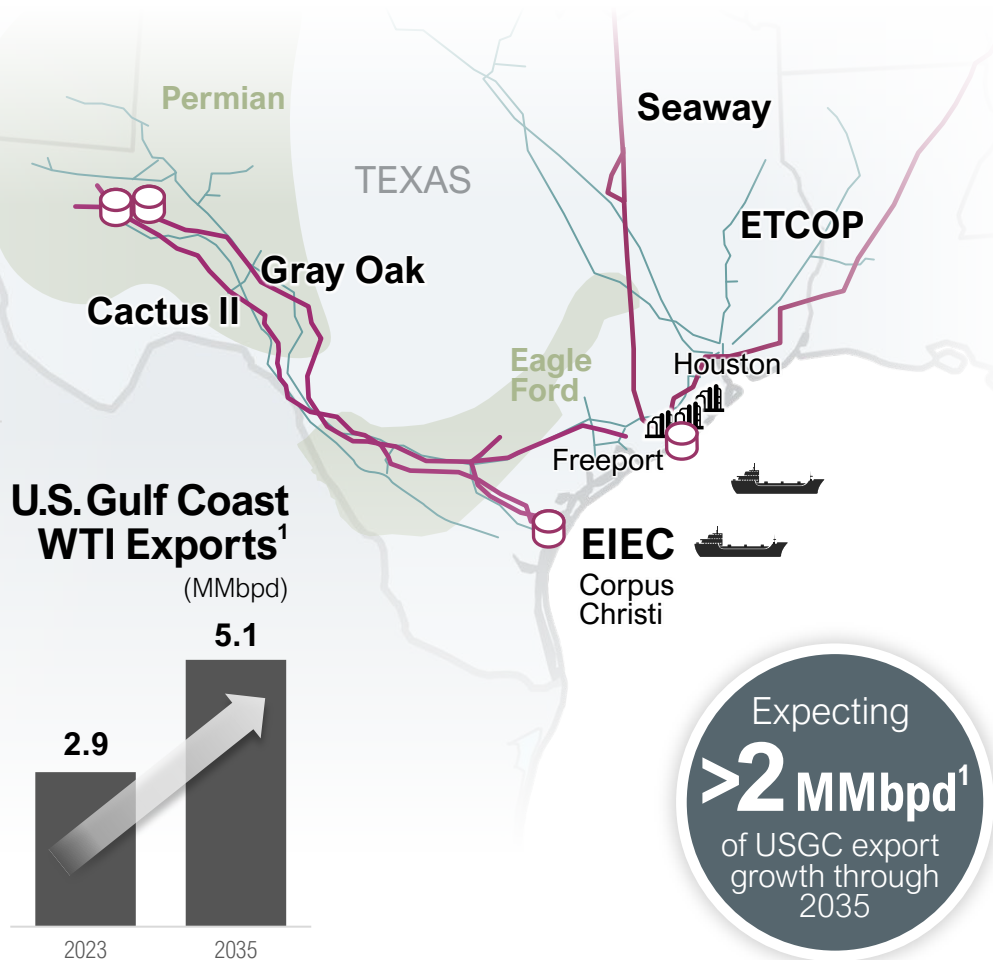 Permian
Seaway
TEXAS
ETCOP
Gray Oak
Cactus II
Eagle
Ford
Houston
Freeport
U.S. Gulf Coast
WTI Exports¹
(MMbpd)
EIEC
Corpus
Christi
5.1
2.9
2023
2035
Expecting
>2 MMbpd¹
of USGC export
growth through
2035